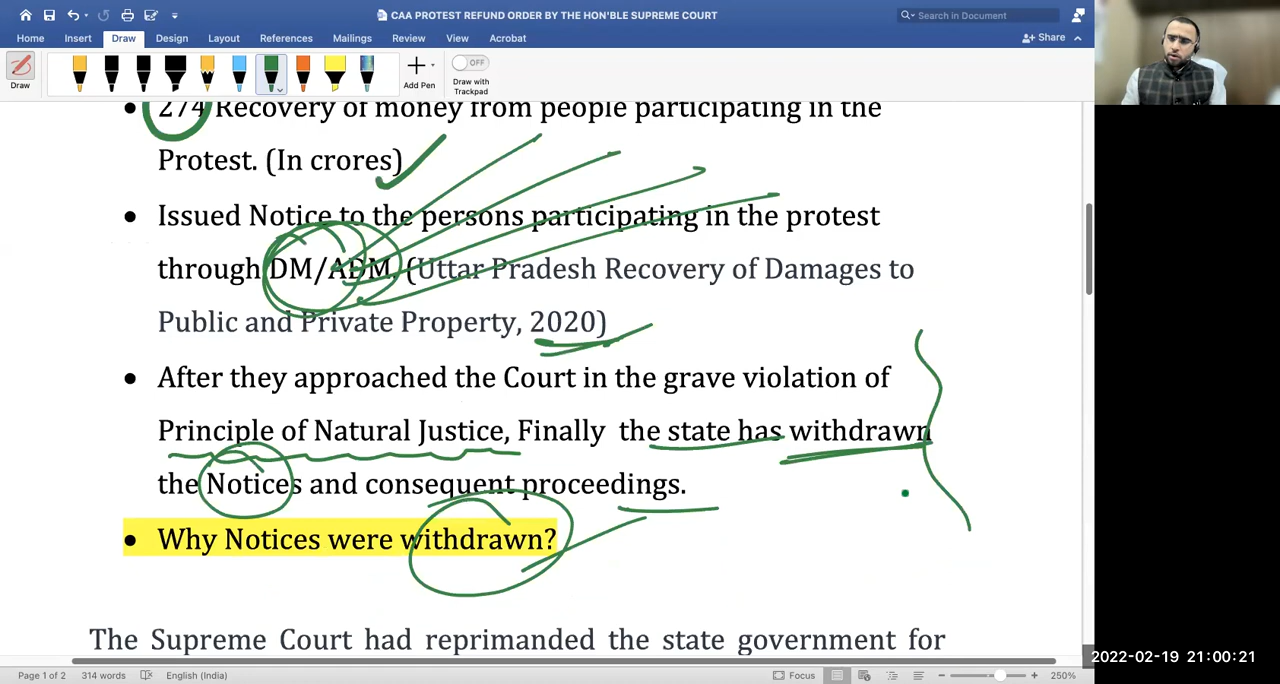 CAA PROTEST REFUND ORDER BY THE HON'BLE SUPREME COURT
Search in Document
Home Insert Draw Design Layout References Mailings Review View Acrobat
Share
OFF
Draw
Add Pen
Draw with
Trackpad
• 274 Recovery of money from people participating in the
Protest. (In crores)
• Issued Notice to the persons participating in the protest
through DM/ADM. (Uttar Pradesh Recovery of Damages to
Public and Private Property, 2020)
• After they approached the Court in the grave violation of
Principle of Natural Justice, Finally the state has withdrawn
the Notices and consequent proceedings.
• Why Notices were withdrawn?
The Supreme Court had reprimanded the state government for
2022-02-19 21:00:21
Page 1 of 2 314 words English (India) Focus 250%